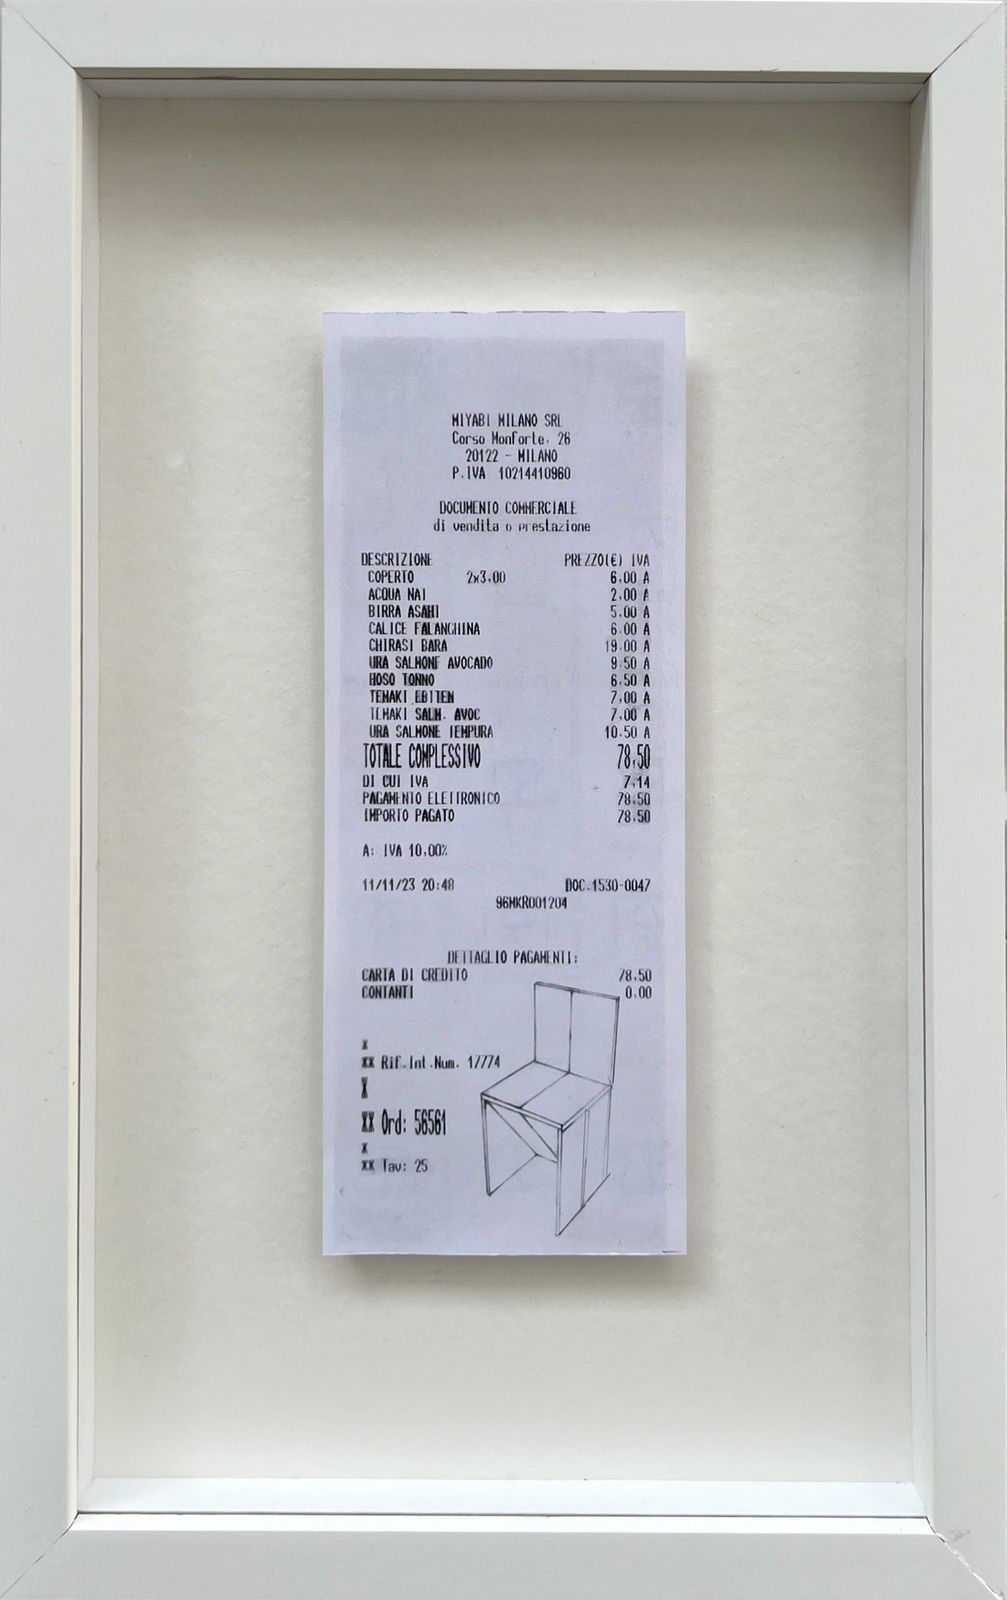 MIYABI MILANO SRL
Corso Monforte, 26
20122 - MILANO
P.IVA 10214410960
DOCUMENTO COMMERCIALE
di vendita o prestazione
DESCRIZIONE PREZZO(€) IVA
COPERTO 2x3,00 6,00 A
ACQUA NAT 2,00 A
BIRRA ASAHI 5,00 A
CALICE FALANGHINA 6,00 A
CHIRASI BARA 19,00 A
URA SALMONE AVOCADO 9,50 A
HOSO TONNO 6,50 A
TEMAKI EBITEN 7,00 A
TEMAKI SALM. AVOC 7,00 A
URA SALMONE TEMPURA 10,50 A
TOTALE COMPLESSIVO 78,50
DI CUI IVA 7,14
PAGAMENTO ELETTRONICO 78,50
IMPORTO PAGATO 78,50
A: IVA 10,00%
11/11/23 20:48 DOC.1530-0047
96MKR001204
DETTAGLIO PAGAMENTI:
CARTA DI CREDITO 78,50
CONTANTI 0,00
x
xx Rif.Int.Num. 17774
X
XX Ord: 56561
x
xx Tav: 25